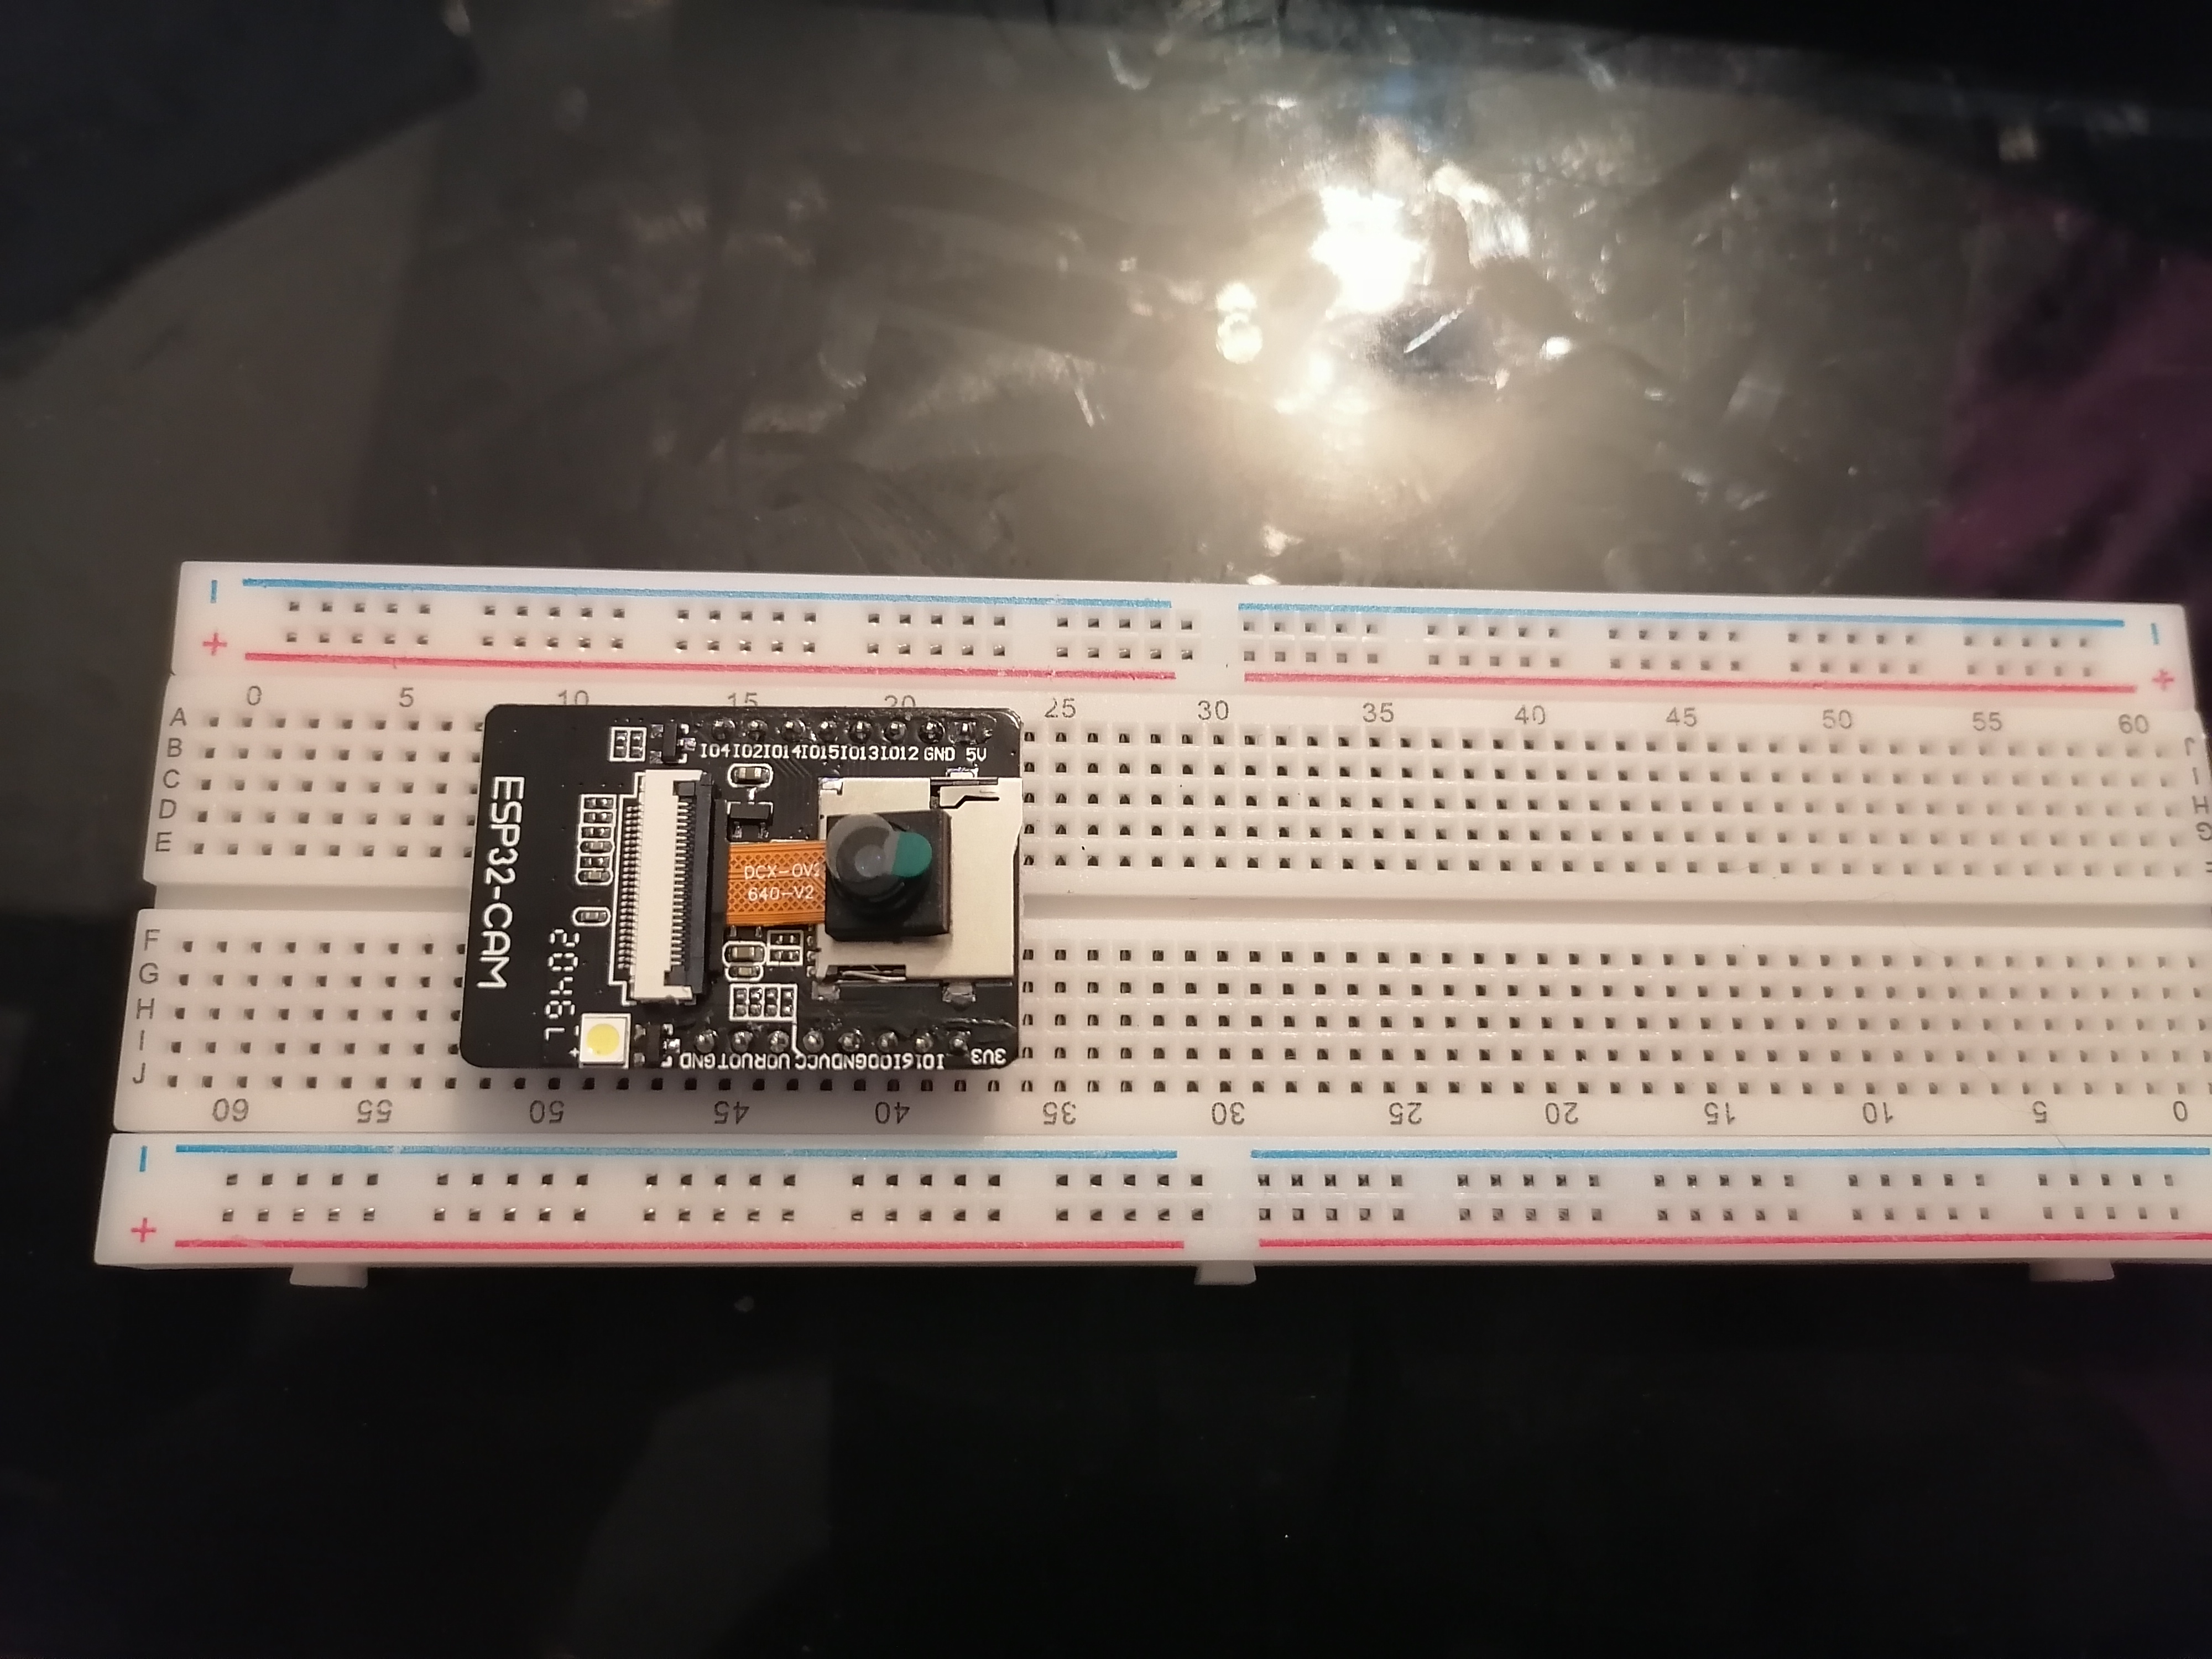 − −
+ +
0 5 10 15 20 25 30 35 40 45 50 55 60
A J
B I
C H
D G
E
IO4 IO2 IO14 IO15 IO13 IO12 GND 5V
ESP32-CAM
DCX-OV2
640-V2
F
G
H
I
J
GND UOT UOR VCC GND IO0 IO16 3V3
60 55 50 45 40 35 30 25 20 15 10 5 0
−
+